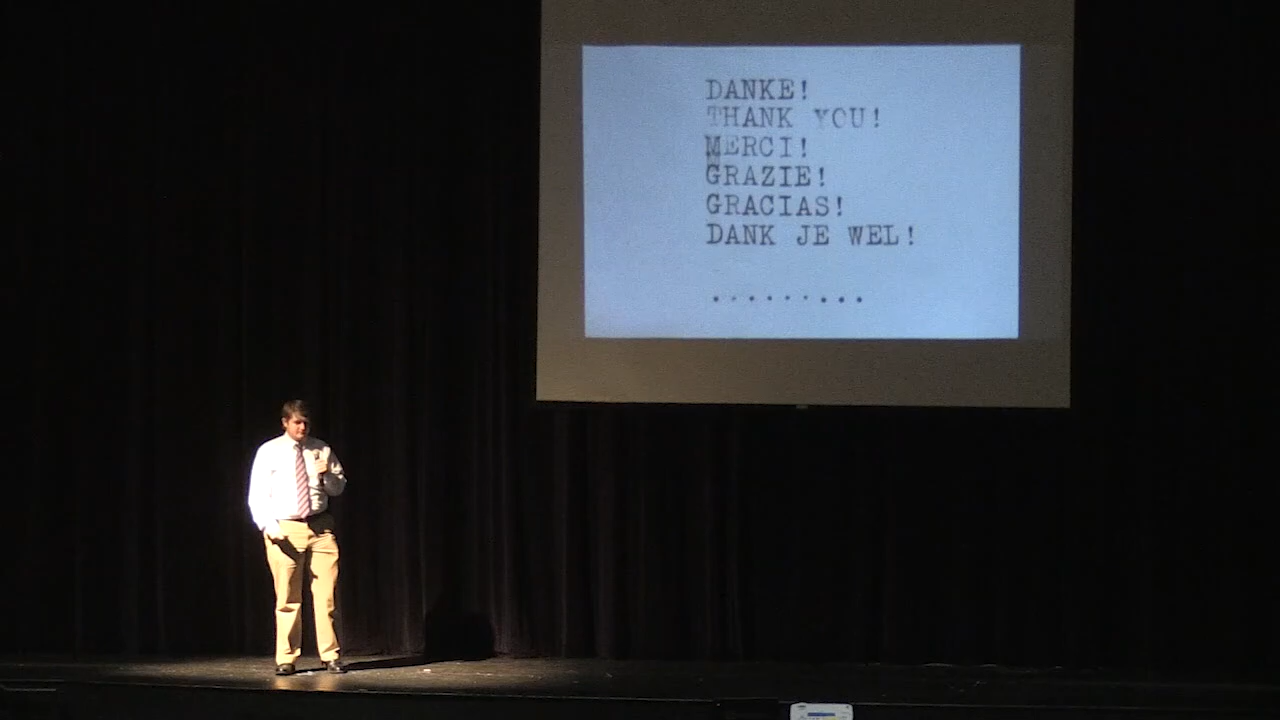 DANKE!
THANK YOU!
MERCI!
GRAZIE!
GRACIAS!
DANK JE WEL!
.........